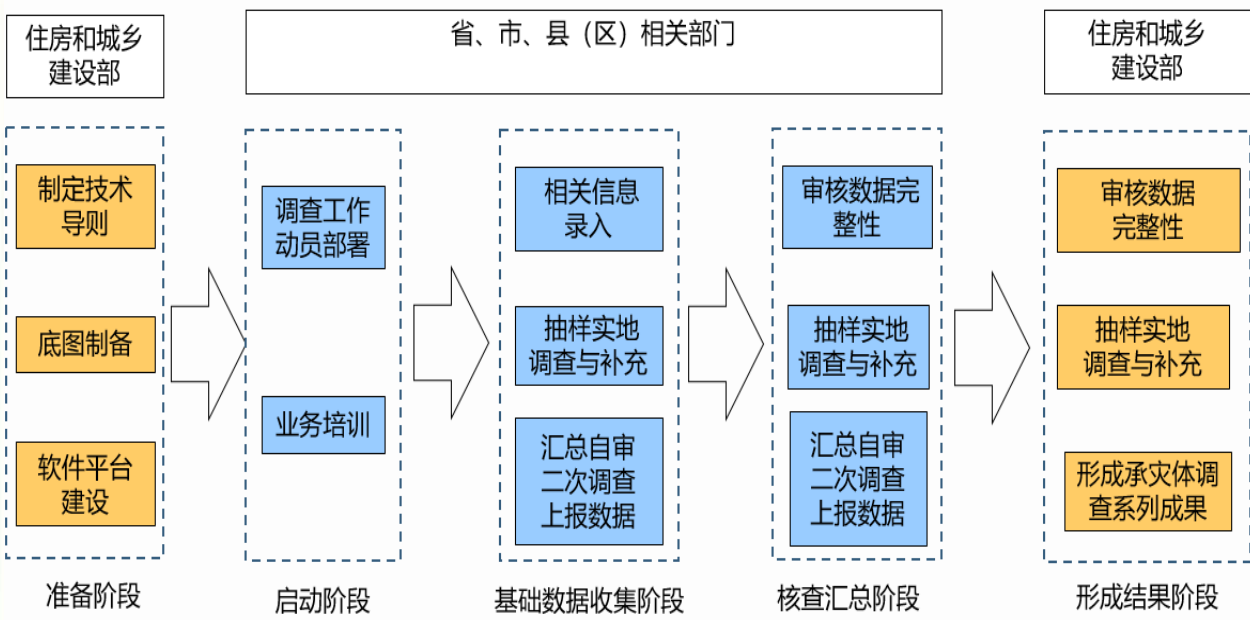 住房和城乡
建设部
省、市、县（区）相关部门
住房和城乡
建设部
制定技术
导则
底图制备
软件平台
建设
准备阶段
调查工作
动员部署
业务培训
启动阶段
相关信息
录入
抽样实地
调查与补充
汇总自审
二次调查
上报数据
基础数据收集阶段
审核数据完
整性
抽样实地
调查与补充
汇总自审
二次调查
上报数据
核查汇总阶段
审核数据
完整性
抽样实地
调查与补充
形成承灾体调
查系列成果
形成结果阶段